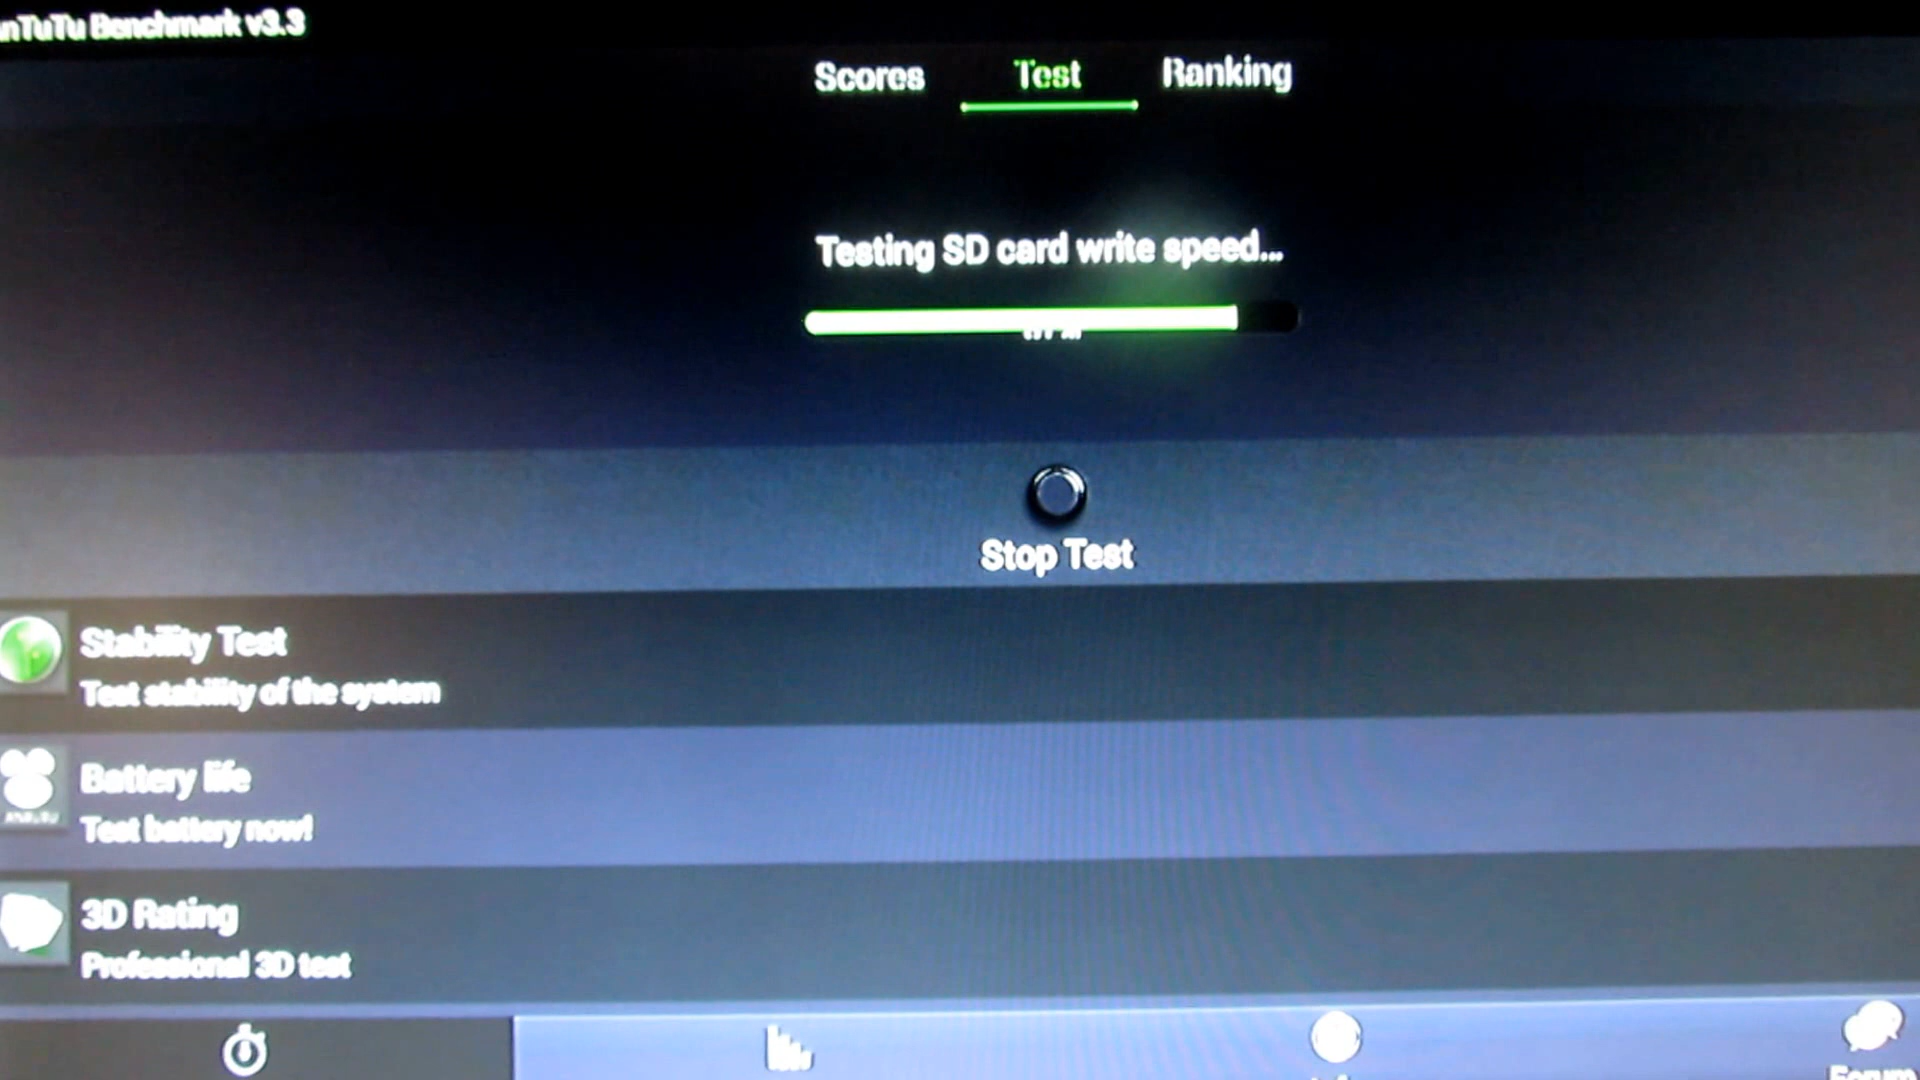 nTuTu Benchmark v3.3
Scores Test Ranking
Testing SD card write speed...
Stop Test
Stability Test
Test stability of the system
Battery life
Test battery now!
3D Rating
Professional 3D test
Forum